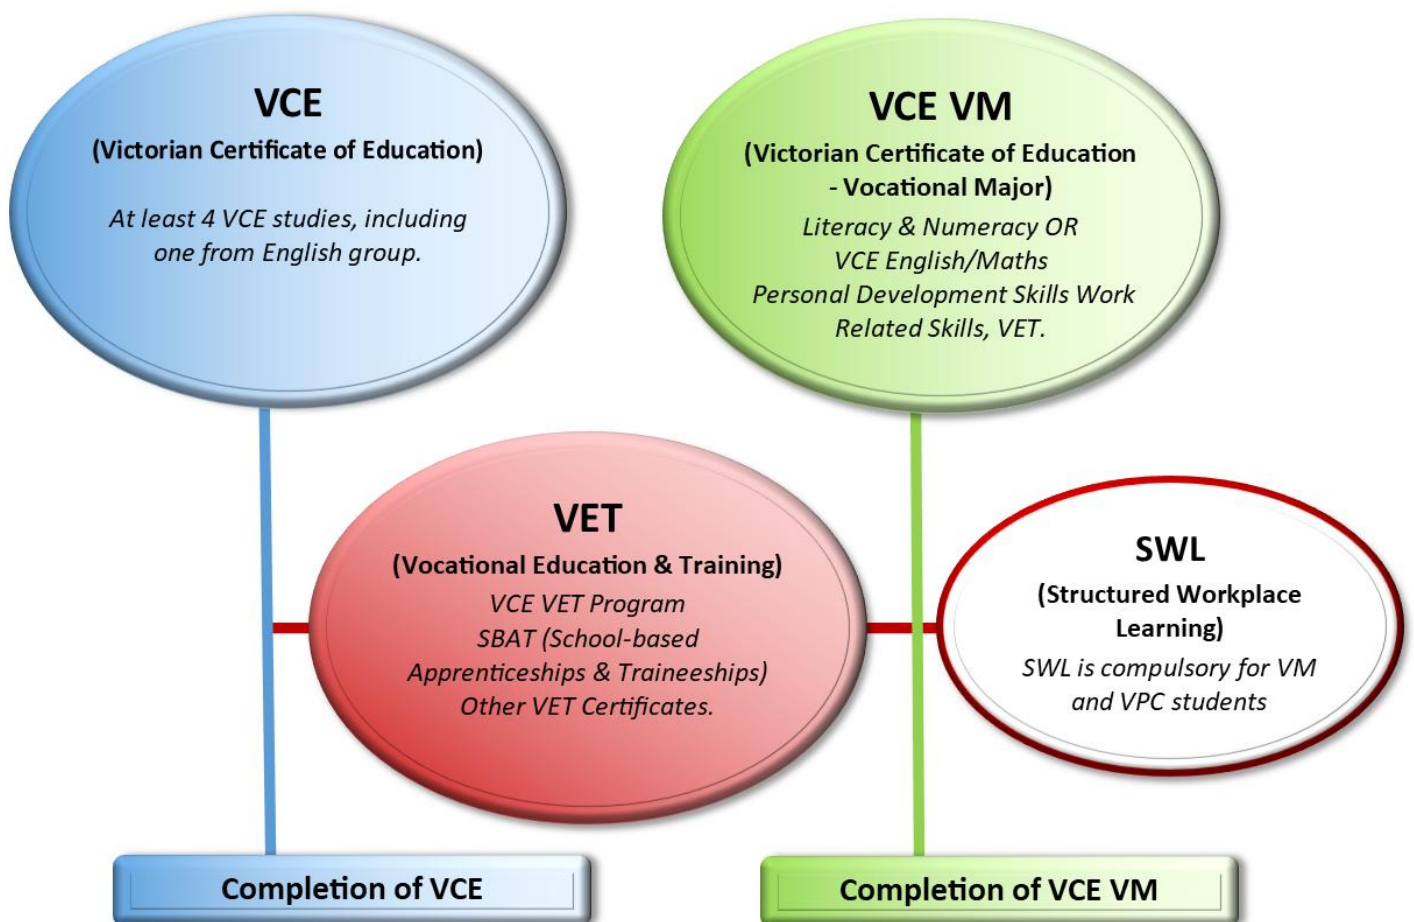 VCE
(Victorian Certificate of Education)
At least 4 VCE studies, including
one from English group.
VCE VM
(Victorian Certificate of Education
- Vocational Major)
Literacy & Numeracy OR
VCE English/Maths
Personal Development Skills Work
Related Skills, VET.
VET
(Vocational Education & Training)
VCE VET Program
SBAT (School-based
Apprenticeships & Traineeships)
Other VET Certificates.
SWL
(Structured Workplace
Learning)
SWL is compulsory for VM
and VPC students
Completion of VCE
Completion of VCE VM